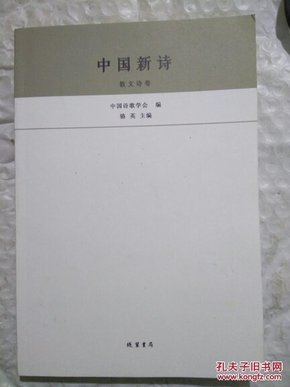 中国新诗
散文诗卷
中国诗歌学会 编
骆英 主编
线装书局
孔夫子旧书网
kongfz.com